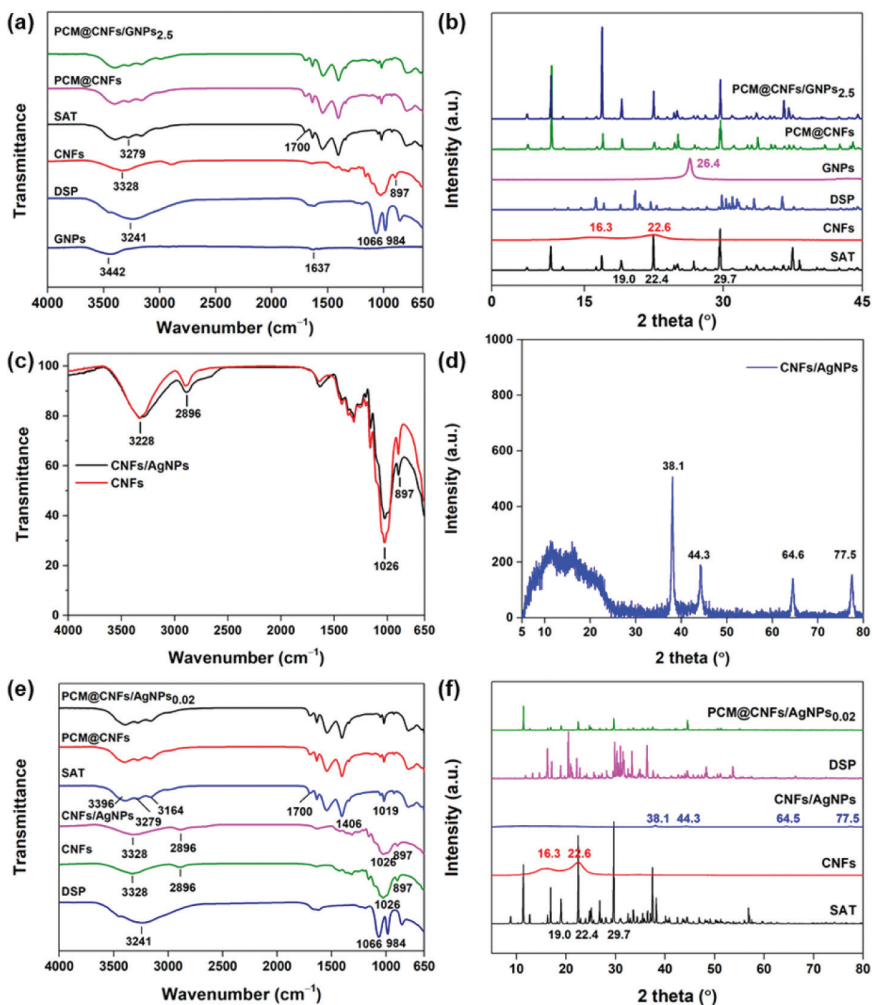 (a)
PCM@CNFs/GNPs2.5
PCM@CNFs
SAT
3279
1700
CNFs
3328
897
DSP
3241
1066 984
GNPs
3442
1637
Transmittance
4000 3500 3000 2500 2000 1500 1000 650
Wavenumber (cm−1)
(b)
PCM@CNFs/GNPs2.5
PCM@CNFs
GNPs
26.4
DSP
16.3
22.6
CNFs
SAT
19.0
22.4
29.7
Intensity (a.u.)
0 15 30 45
2 theta (°)
(c)
100
80
60
40
20
0
3228
2896
CNFs/AgNPs
CNFs
897
1026
Transmittance
4000 3000 2000 1000 650
Wavenumber (cm−1)
(d)
1000
800
600
400
200
0
CNFs/AgNPs
38.1
44.3
64.6
77.5
Intensity (a.u.)
5 10 20 30 40 50 60 70 80
2 theta (°)
(e)
PCM@CNFs/AgNPs0.02
PCM@CNFs
SAT
3396
3279
3164
1700
1406
1019
CNFs/AgNPs
3328
2896
1026
897
CNFs
3328
2896
1026
897
DSP
3241
1066 984
Transmittance
4000 3500 3000 2500 2000 1500 1000 650
Wavenumber (cm−1)
(f)
PCM@CNFs/AgNPs0.02
DSP
CNFs/AgNPs
38.1 44.3 64.5 77.5
16.3 22.6
CNFs
SAT
19.0 22.4 29.7
Intensity (a.u.)
10 20 30 40 50 60 70 80
2 theta (°)